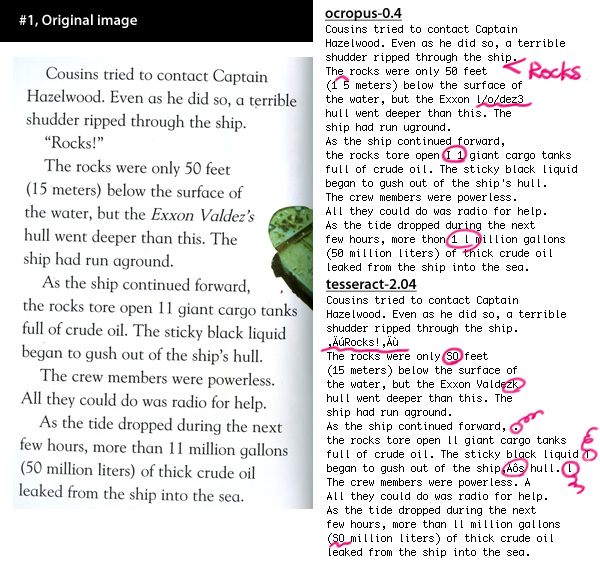 #1, Original image
Cousins tried to contact Captain
Hazelwood. Even as he did so, a terrible
shudder ripped through the ship.
“Rocks!”
The rocks were only 50 feet
(15 meters) below the surface of
the water, but the Exxon Valdez’s
hull went deeper than this. The
ship had run aground.
As the ship continued forward,
the rocks tore open 11 giant cargo tanks
full of crude oil. The sticky black liquid
began to gush out of the ship’s hull.
The crew members were powerless.
All they could do was radio for help.
As the tide dropped during the next
few hours, more than 11 million gallons
(50 million liters) of thick crude oil
leaked from the ship into the sea.
ocropus-0.4
Cousins tried to contact Captain
Hazelwood. Even as he did so, a terrible
shudder ripped through the ship.
The rocks were only 50 feet
< Rocks
(1 5 meters) below the surface of
the water, but the Exxon l/o/dez3
hull went deeper than this. The
ship had run uground.
As the ship continued forward,
the rocks tore open I 1 giant cargo tanks
full of crude oil. The sticky black liquid
began to gush out of the ship's hull.
The crew members were powerless.
All they could do was radio for help.
As the tide dropped during the next
few hours, more than 1 l million gallons
(50 million liters) of thick crude oil
leaked from the ship into the sea.
tesseract-2.04
Cousins tried to contact Captain
Hazelwood. Even as he did so, a terrible
shudder ripped through the ship.
‚ÄúRocks!‚Äù
The rocks were only SO feet
(15 meters) below the surface of
the water, but the Exxon Valdezk
hull went deeper than this. The
ship had run aground.
As the ship continued forward, .
the rocks tore open ll giant cargo tanks
full of crude oil. The sticky black liquid T
began to gush out of the ship‚Äôs hull. l
The crew members were powerless. A
All they could do was radio for help.
As the tide dropped during the next
few hours, more than ll million gallons
(SO million liters) of thick crude oil
leaked from the ship into the sea.